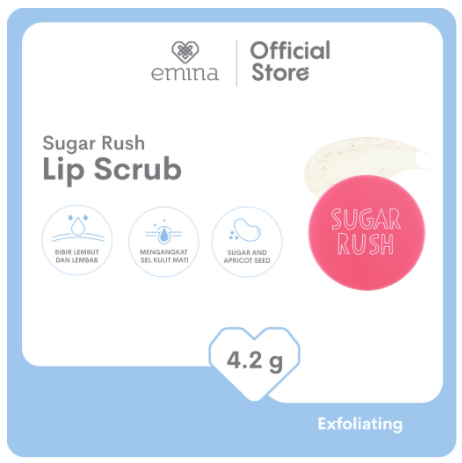 emina
Official
Store
Sugar Rush
Lip Scrub
SUGAR
RUSH
BIBIR LEMBUT
DAN LEMBAB
MENGANGKAT
SEL KULIT MATI
SUGAR AND
APRICOT SEED
4.2 g
Exfoliating